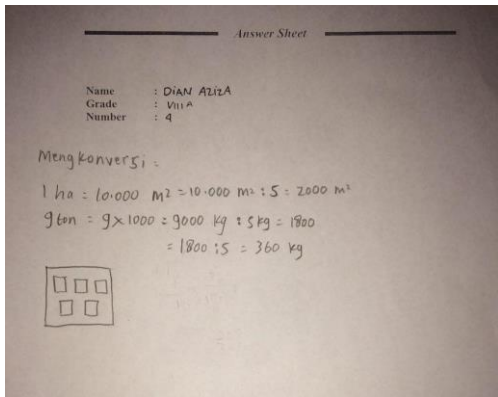 Answer Sheet
Name : DiAN AZizA
Grade : VIII A
Number : 4
Mengkonversi =
1 ha = 10.000 m² = 10.000 m² : 5 = 2000 m²
9 ton = 9 x 1000 = 9000 kg : 5 kg = 1800
= 1800 : 5 = 360 kg